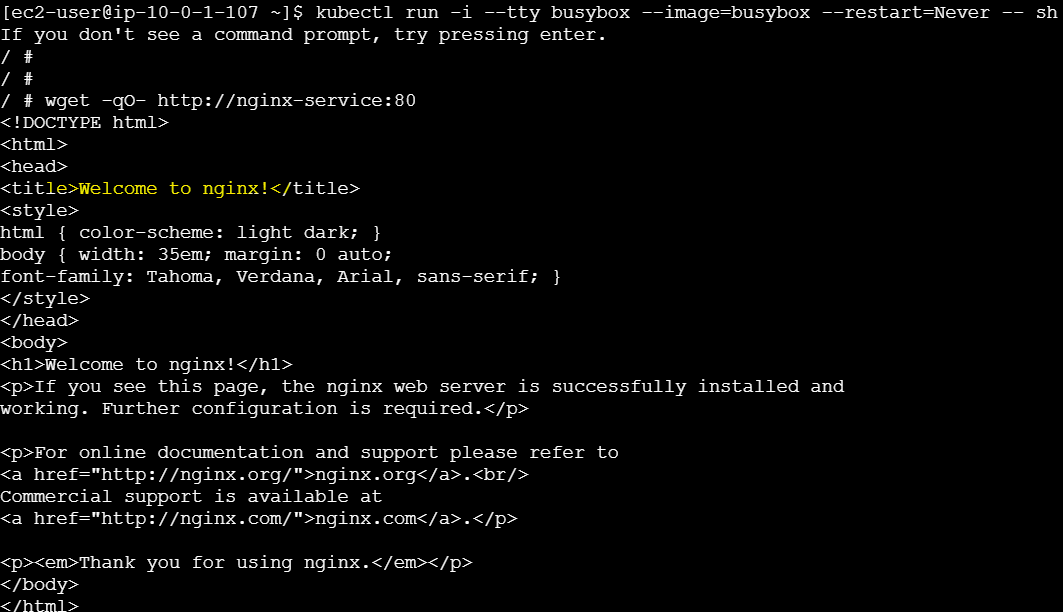 [ec2-user@ip-10-0-1-107 ~]$ kubectl run -i --tty busybox --image=busybox --restart=Never -- sh
If you don't see a command prompt, try pressing enter.
/ #
/ #
/ # wget -qO- http://nginx-service:80
<!DOCTYPE html>
<html>
<head>
<title>Welcome to nginx!</title>
<style>
html { color-scheme: light dark; }
body { width: 35em; margin: 0 auto;
font-family: Tahoma, Verdana, Arial, sans-serif; }
</style>
</head>
<body>
<h1>Welcome to nginx!</h1>
<p>If you see this page, the nginx web server is successfully installed and
working. Further configuration is required.</p>

<p>For online documentation and support please refer to
<a href="http://nginx.org/">nginx.org</a>.<br/>
Commercial support is available at
<a href="http://nginx.com/">nginx.com</a>.</p>

<p><em>Thank you for using nginx.</em></p>
</body>
</html>